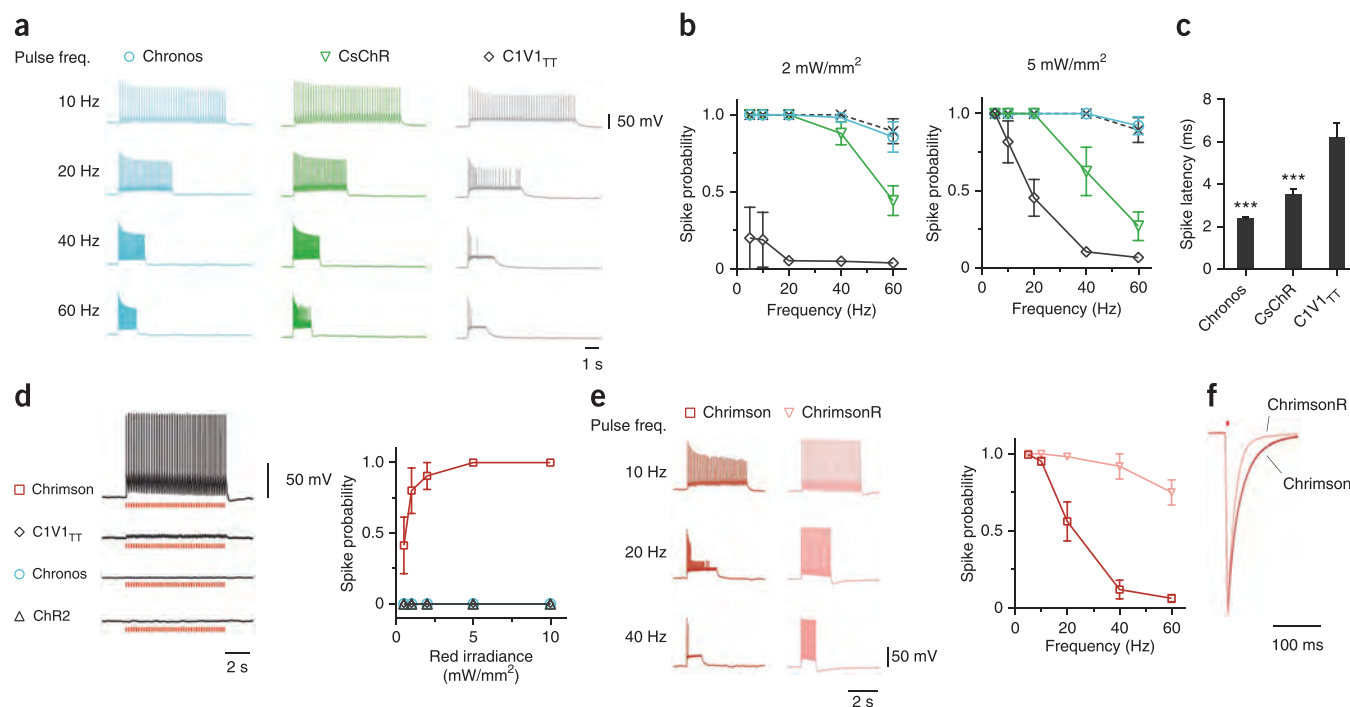 a
Pulse freq. Chronos CsChR C1V1TT
10 Hz
50 mV
20 Hz
40 Hz
60 Hz
1 s
b
2 mW/mm²
Spike probability
1.0
0.5
0
0 20 40 60
Frequency (Hz)
5 mW/mm²
Spike probability
1.0
0.5
0
0 20 40 60
Frequency (Hz)
c
Spike latency (ms)
8
6
4
2
0
*** ***
Chronos CsChR C1V1TT
d
50 mV
Chrimson
C1V1TT
Chronos
ChR2
2 s
Spike probability
1.0
0.5
0
0 5 10
Red irradiance
(mW/mm²)
e
Chrimson ChrimsonR
Pulse freq.
10 Hz
20 Hz
40 Hz
50 mV
2 s
Spike probability
1.0
0.5
0
0 20 40 60
Frequency (Hz)
f
ChrimsonR
Chrimson
100 ms